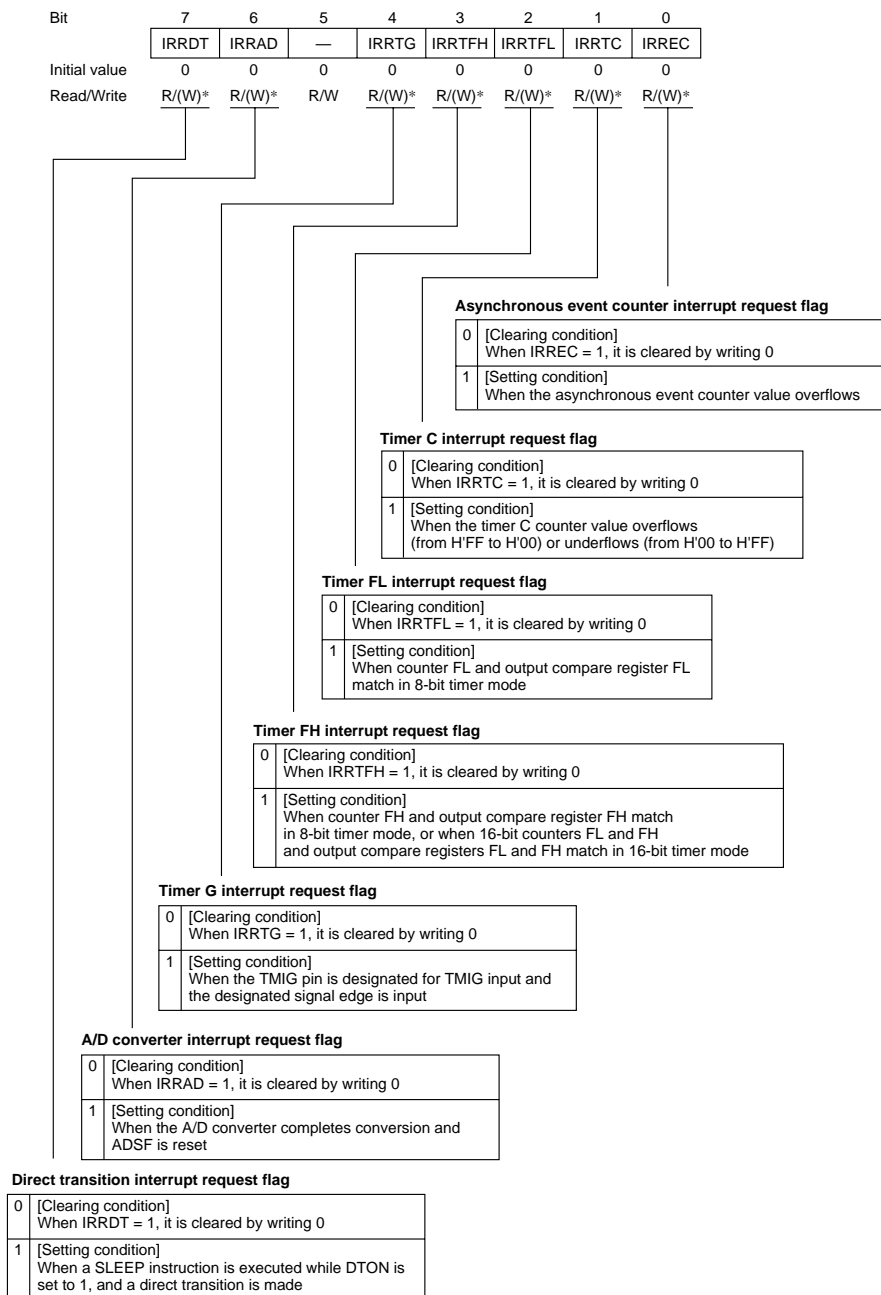 Bit 7 6 5 4 3 2 1 0
IRRDT IRRAD — IRRTG IRRTFH IRRTFL IRRTC IRREC
Initial value 0 0 0 0 0 0 0 0
Read/Write R/(W)* R/(W)* R/W R/(W)* R/(W)* R/(W)* R/(W)* R/(W)*
Asynchronous event counter interrupt request flag
0 [Clearing condition]
When IRREC = 1, it is cleared by writing 0
1 [Setting condition]
When the asynchronous event counter value overflows
Timer C interrupt request flag
0 [Clearing condition]
When IRRTC = 1, it is cleared by writing 0
1 [Setting condition]
When the timer C counter value overflows
(from H'FF to H'00) or underflows (from H'00 to H'FF)
Timer FL interrupt request flag
0 [Clearing condition]
When IRRTFL = 1, it is cleared by writing 0
1 [Setting condition]
When counter FL and output compare register FL
match in 8-bit timer mode
Timer FH interrupt request flag
0 [Clearing condition]
When IRRTFH = 1, it is cleared by writing 0
1 [Setting condition]
When counter FH and output compare register FH match
in 8-bit timer mode, or when 16-bit counters FL and FH
and output compare registers FL and FH match in 16-bit timer mode
Timer G interrupt request flag
0 [Clearing condition]
When IRRTG = 1, it is cleared by writing 0
1 [Setting condition]
When the TMIG pin is designated for TMIG input and
the designated signal edge is input
A/D converter interrupt request flag
0 [Clearing condition]
When IRRAD = 1, it is cleared by writing 0
1 [Setting condition]
When the A/D converter completes conversion and
ADSF is reset
Direct transition interrupt request flag
0 [Clearing condition]
When IRRDT = 1, it is cleared by writing 0
1 [Setting condition]
When a SLEEP instruction is executed while DTON is
set to 1, and a direct transition is made